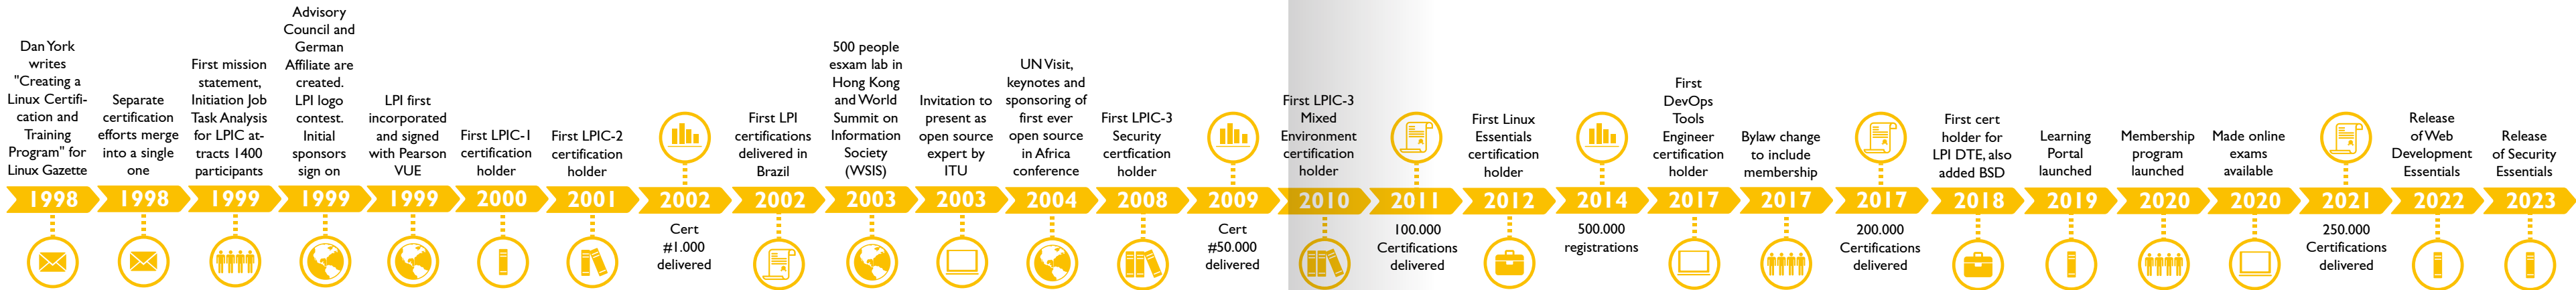 Dan York
writes
"Creating a
Linux Certifi-
cation and
Training
Program" for
Linux Gazette
1998
Separate
certification
efforts merge
into a single
one
1998
First mission
statement,
Initiation Job
Task Analysis
for LPIC at-
tracts 1400
participants
1999
Advisory
Council and
German
Affiliate are
created.
LPI logo
contest.
Initial
sponsors
sign on
1999
LPI first
incorporated
and signed
with Pearson
VUE
1999
First LPIC-1
certification
holder
2000
First LPIC-2
certification
holder
2001
2002
Cert
#1.000
delivered
First LPI
certifications
delivered in
Brazil
2002
500 people
esxam lab in
Hong Kong
and World
Summit on
Information
Society
(WSIS)
2003
Invitation to
present as
open source
expert by
ITU
2003
UN Visit,
keynotes and
sponsoring of
first ever
open source
in Africa
conference
2004
First LPIC-3
Security
certfication
holder
2008
2009
Cert
#50.000
delivered
First LPIC-3
Mixed
Environment
certification
holder
2010
2011
100.000
Certifications
delivered
First Linux
Essentials
certification
holder
2012
2014
500.000
registrations
First
DevOps
Tools
Engineer
certification
holder
2017
Bylaw change
to include
membership
2017
2017
200.000
Certifications
delivered
First cert
holder for
LPI DTE, also
added BSD
2018
Learning
Portal
launched
2019
Membership
program
launched
2020
Made online
exams
available
2020
2021
250.000
Certifications
delivered
Release
of Web
Development
Essentials
2022
Release
of Security
Essentials
2023